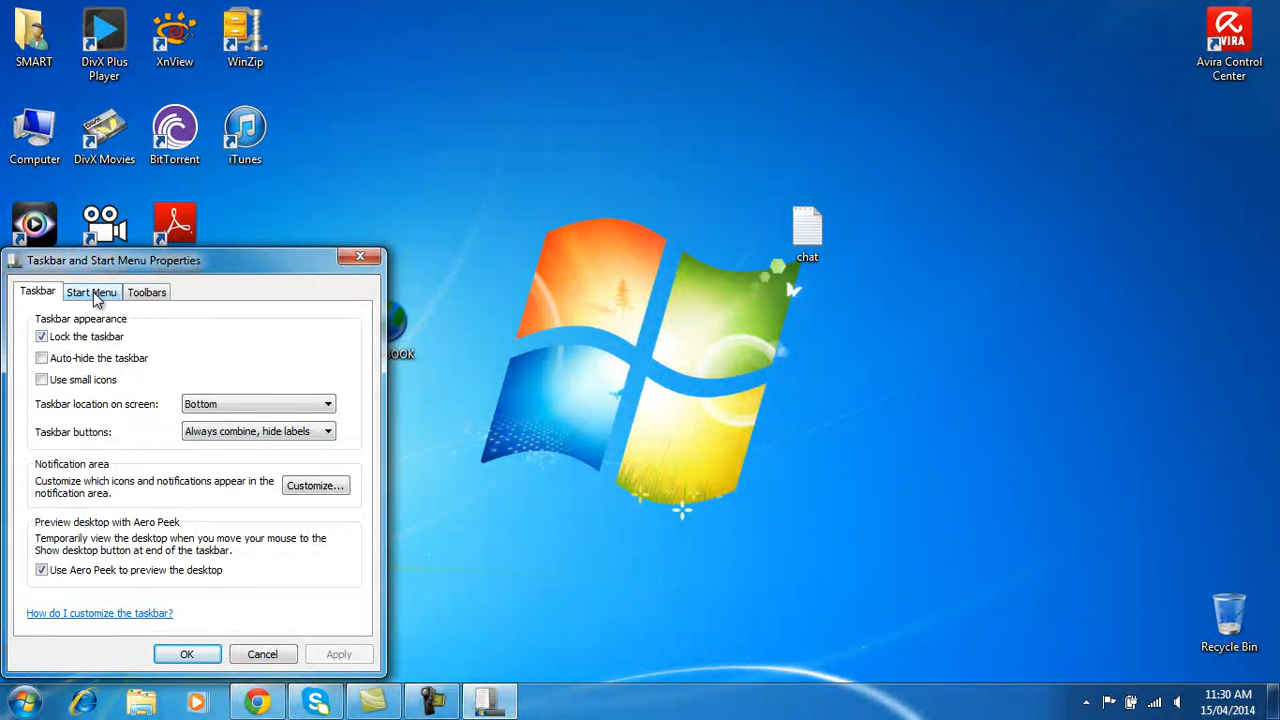 SMART
DivX Plus
Player
XnView
WinZip
VIRA
Avira Control
Center
Computer
DivX Movies
BitTorrent
iTunes
chat
Taskbar and Start Menu Properties
Taskbar
Start Menu
Toolbars
Taskbar appearance
Lock the taskbar
Auto-hide the taskbar
Use small icons
Taskbar location on screen:
Bottom
Taskbar buttons:
Always combine, hide labels
Notification area
Customize which icons and notifications appear in the
notification area.
Customize...
Preview desktop with Aero Peek
Temporarily view the desktop when you move your mouse to the
Show desktop button at end of the taskbar.
Use Aero Peek to preview the desktop
How do I customize the taskbar?
OK
Cancel
Apply
OOK
Recycle Bin
11:30 AM
15/04/2014